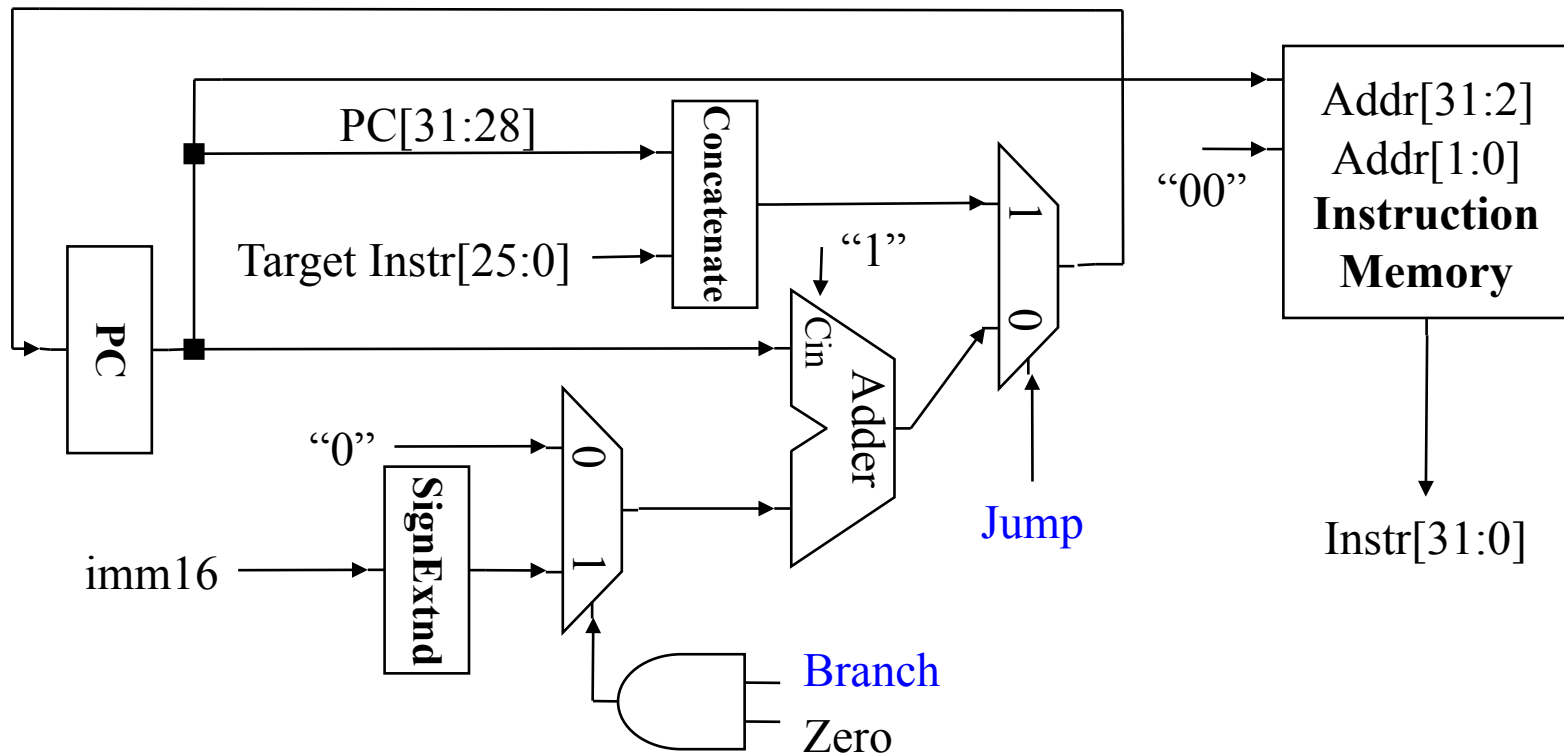 Addr[31:2]
PC[31:28]
Concatenate
Addr[1:0]
“00”
1
Instruction
Target Instr[25:0]
“1”
Memory
PC
Cin
0
Adder
“0”
0
SignExtnd
Jump
Instr[31:0]
imm16
1
Branch
Zero